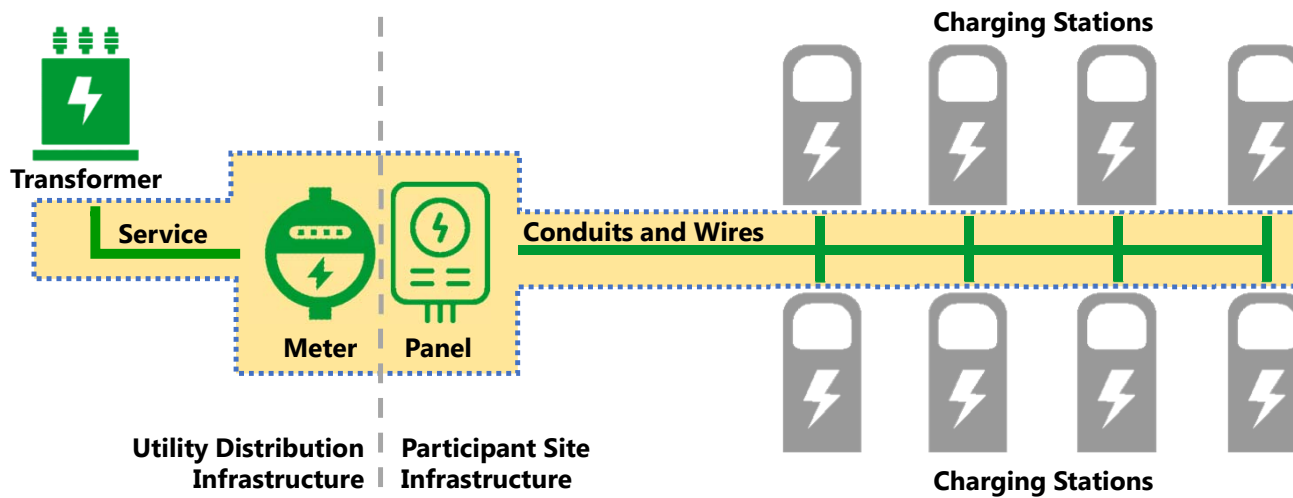 Charging Stations
Transformer
Service
Conduits and Wires
Meter
Panel
Utility Distribution
Infrastructure
Participant Site
Infrastructure
Charging Stations